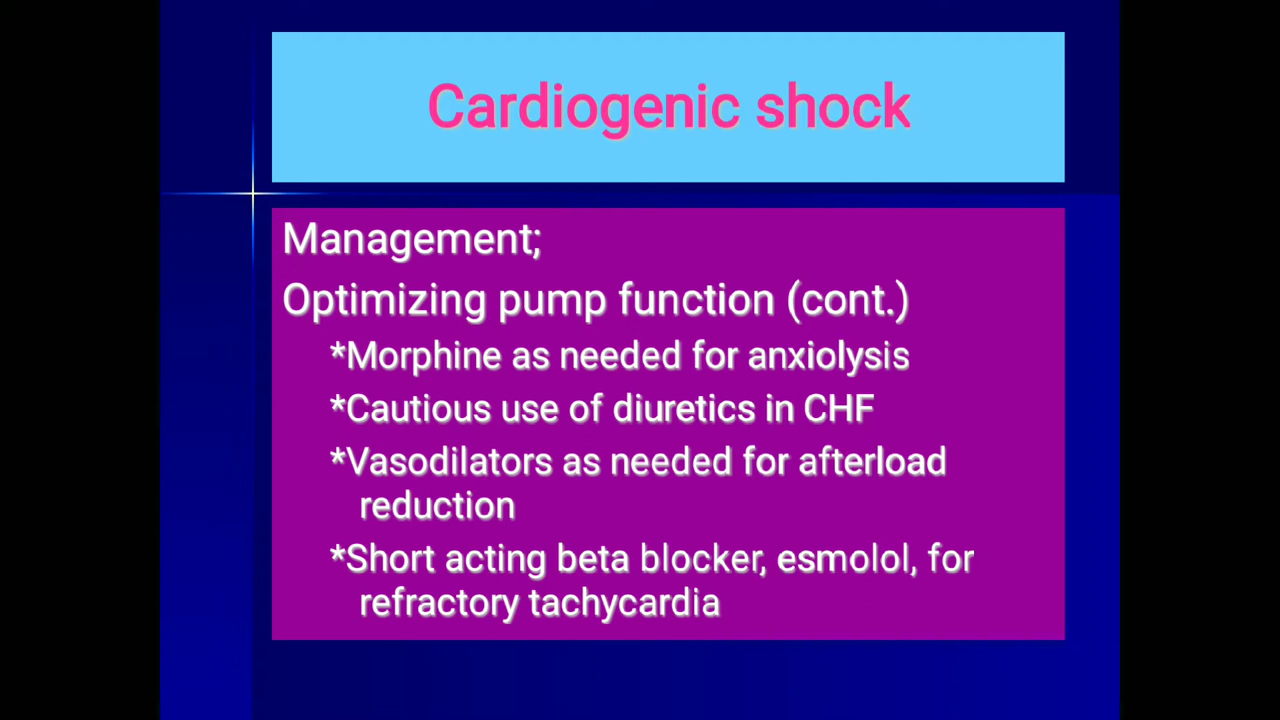 Cardiogenic shock
Management;
Optimizing pump function (cont.)
*Morphine as needed for anxiolysis
*Cautious use of diuretics in CHF
*Vasodilators as needed for afterload
reduction
*Short acting beta blocker, esmolol, for
refractory tachycardia